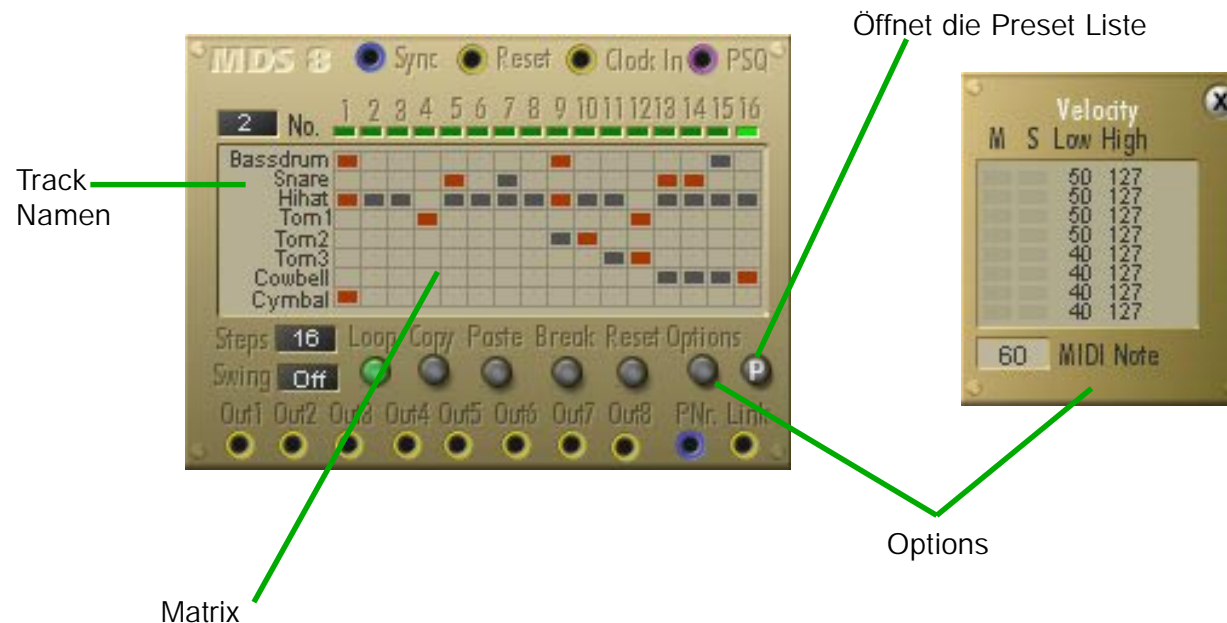 Öffnet die Preset Liste
MDS 8 Sync Reset Clock In PSQ
2 No. 1 2 3 4 5 6 7 8 9 10 11 12 13 14 15 16
Bassdrum
Snare
Hihat
Tom1
Tom2
Tom3
Cowbell
Cymbal
Steps 16 Loop Copy Paste Break Reset Options
Swing Off P
Out1 Out2 Out3 Out4 Out5 Out6 Out7 Out8 PNr. Link
Track
Namen
X
Velocity
M S Low High
50 127
50 127
50 127
50 127
40 127
40 127
40 127
40 127
60 MIDI Note
Options
Matrix